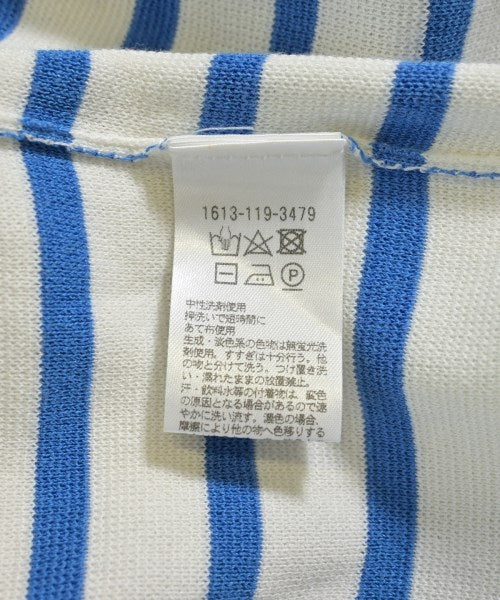 1613-119-3479
P
中性洗剤使用
押洗いで短時間に
あて布使用
生成・淡色系の色物は無蛍光洗
剤使用。すすぎは十分行う。他
の物と分けて洗う。つけ置き洗
い・濡れたままの放置禁止。
汗・飲料水等の付着物は、変色
の原因となる場合があるので速
やかに洗い流す。濃色の場合、
摩擦により他の物へ色移りする